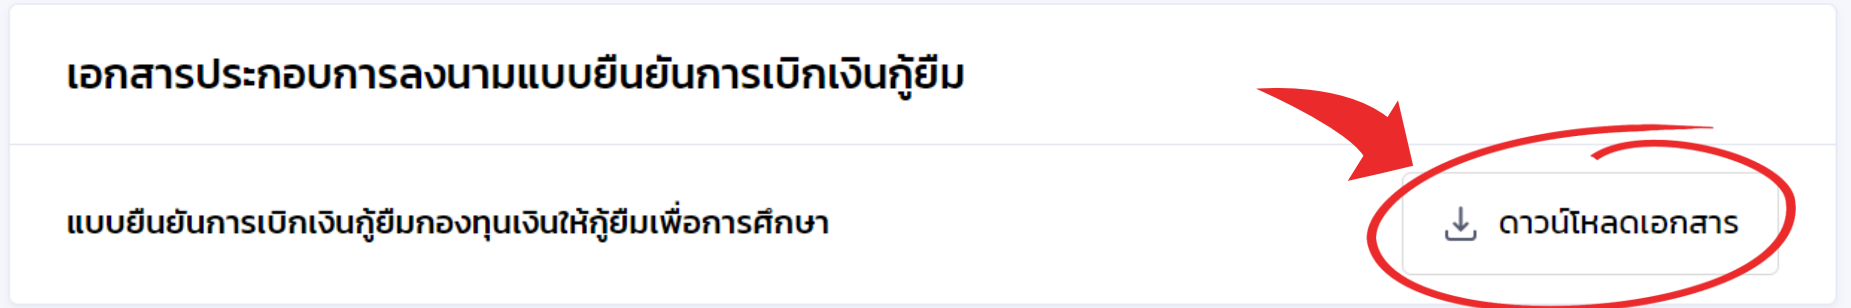 เอกสารประกอบการลงนามแบบยืนยันการเบิกเงินกู้ยืม
แบบยืนยันการเบิกเงินกู้ยืมกองทุนเงินให้กู้ยืมเพื่อการศึกษา
ดาวน์โหลดเอกสาร